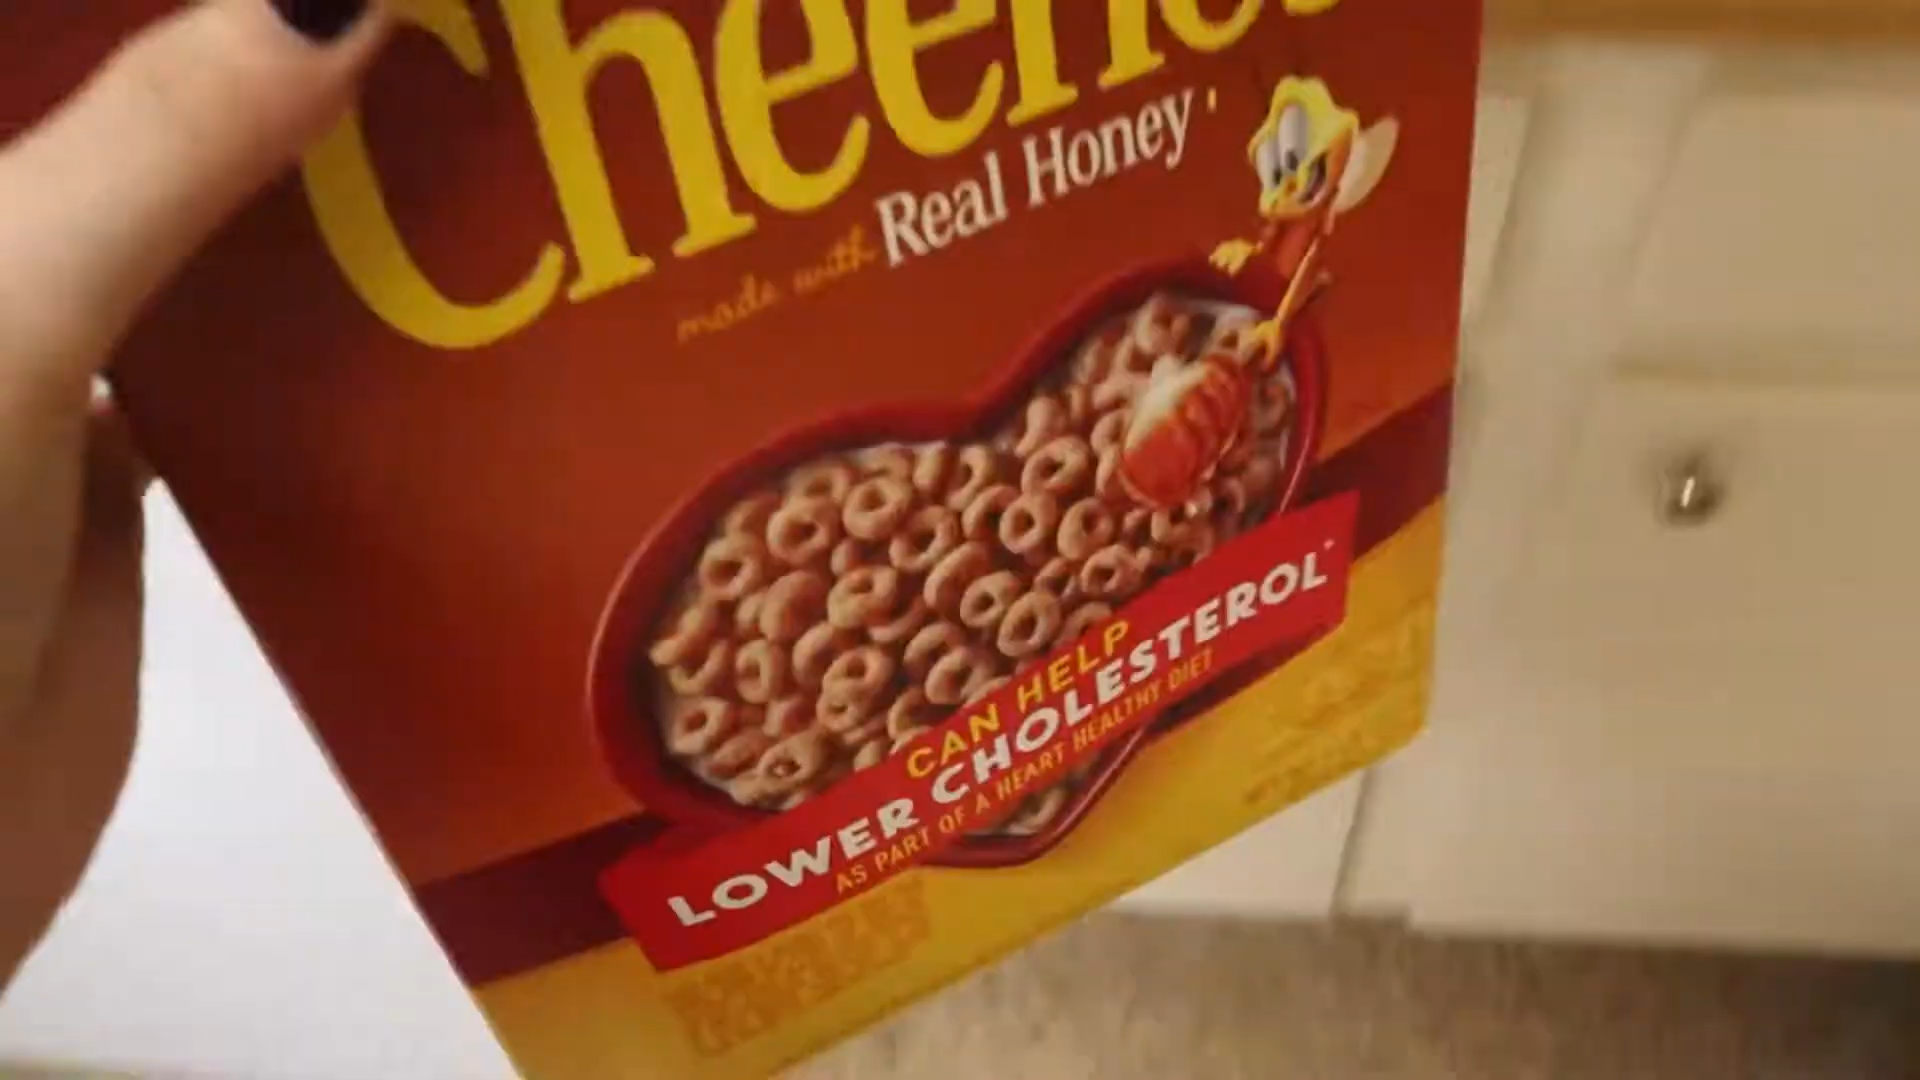 Cheerio
made with Real Honey
CAN HELP
LOWER CHOLESTEROL*
AS PART OF A HEART HEALTHY DIET